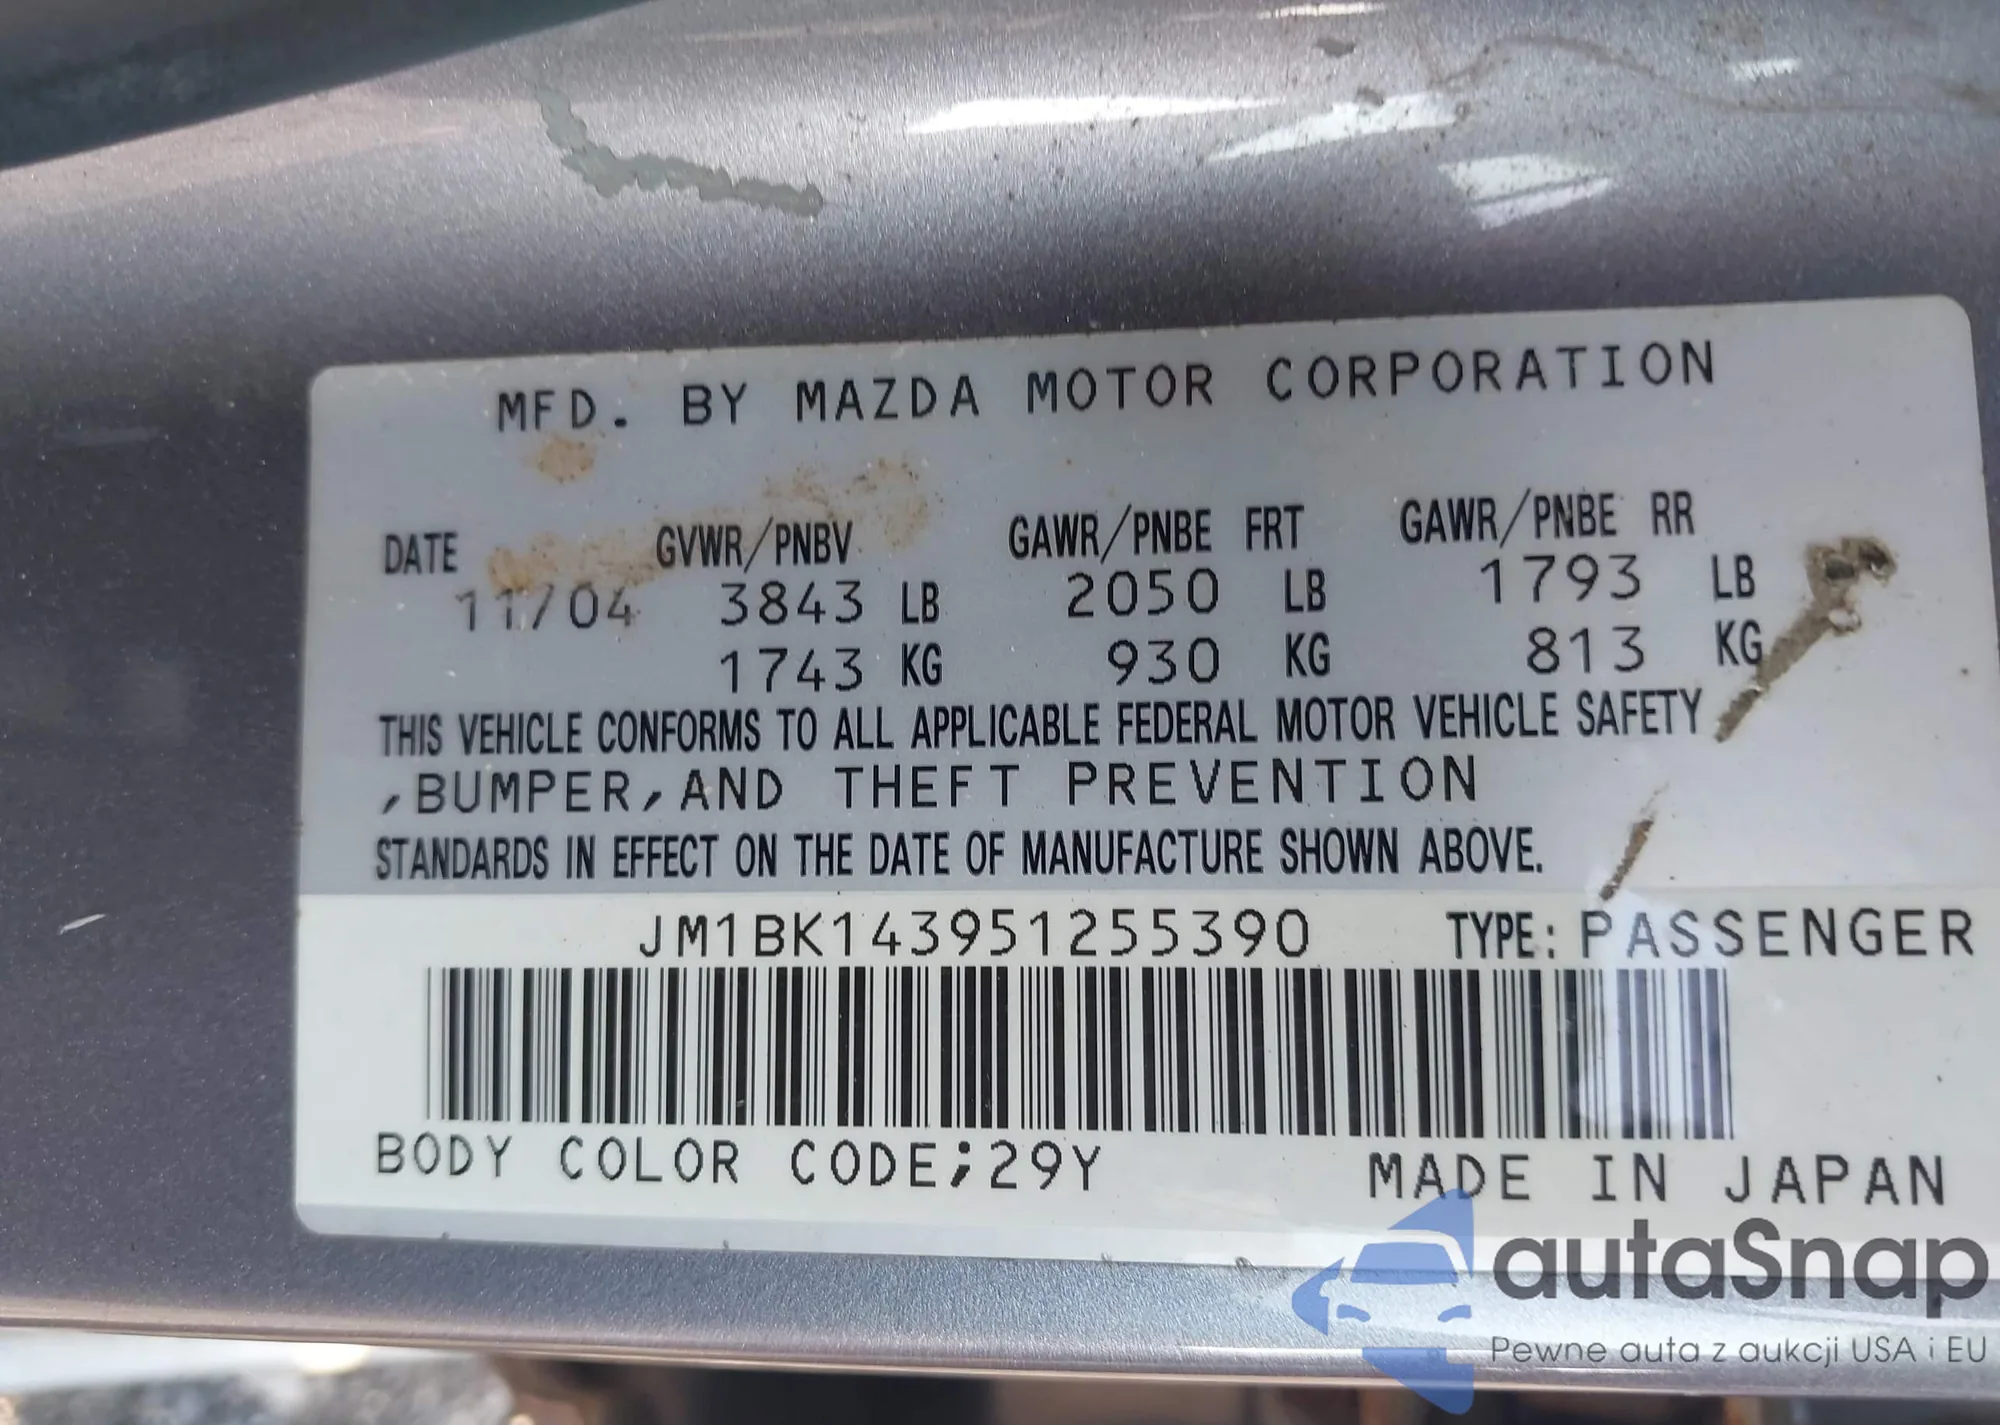 MFD. BY MAZDA MOTOR CORPORATION
DATE GVWR/PNBV GAWR/PNBE FRT GAWR/PNBE RR
11/04 3843 LB 2050 LB 1793 LB
1743 KG 930 KG 813 KG
THIS VEHICLE CONFORMS TO ALL APPLICABLE FEDERAL MOTOR VEHICLE SAFETY
,BUMPER,AND THEFT PREVENTION
STANDARDS IN EFFECT ON THE DATE OF MANUFACTURE SHOWN ABOVE.
JM1BK143951255390 TYPE: PASSENGER
BODY COLOR CODE;29Y MADE IN JAPAN
autaSnap
Pewne auta z aukcji USA i EU